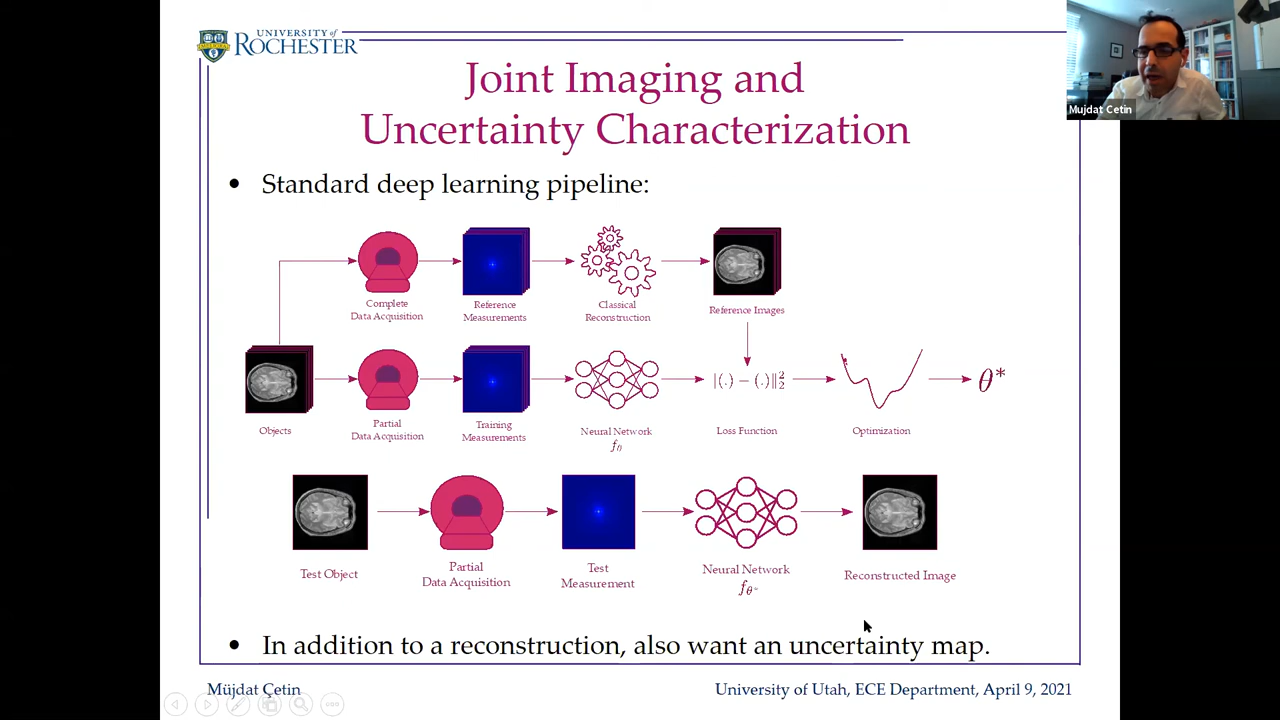 UNIVERSITY of
ROCHESTER
Mujdat Cetin
Joint Imaging and
Uncertainty Characterization
• Standard deep learning pipeline:
Complete
Data Acquisition
Reference
Measurements
Classical
Reconstruction
Reference Images
|(.) − (.)‖₂²
θ*
Objects
Partial
Data Acquisition
Training
Measurements
Neural Network
fθ
Loss Function
Optimization
Test Object
Partial
Data Acquisition
Test
Measurement
Neural Network
fθ*
Reconstructed Image
• In addition to a reconstruction, also want an uncertainty map.
Müjdat Çetin
University of Utah, ECE Department, April 9, 2021